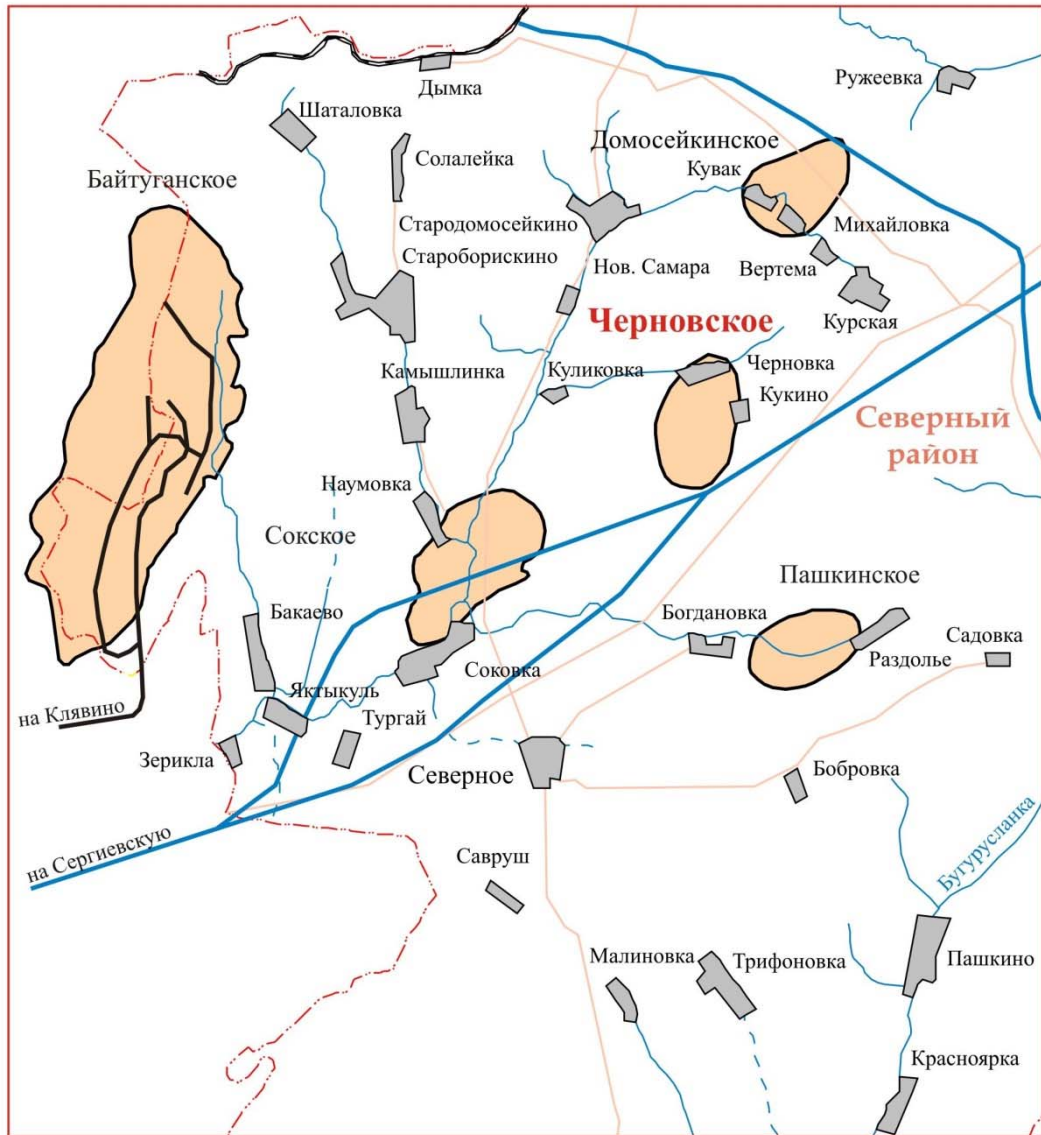 Ружеевка
Дымка
Шаталовка
Домосейкинское
Солалейка
Кувак
Байтуганское
Стародомосейкино
Михайловка
Староборискино
Нов. Самара
Вертема
Черновское
Курская
Камышлинка
Куликовка
Черновка
Кукино
Северный
район
Наумовка
Сокское
Пашкинское
Бакаево
Богдановка
Садовка
Соковка
Раздолье
Яктыкуль
на Клявино
Тургай
Зерикла
Северное
Бобровка
на Сергиевскую
Савруш
Бугурусланка
Малиновка
Трифоновка
Пашкино
Красноярка